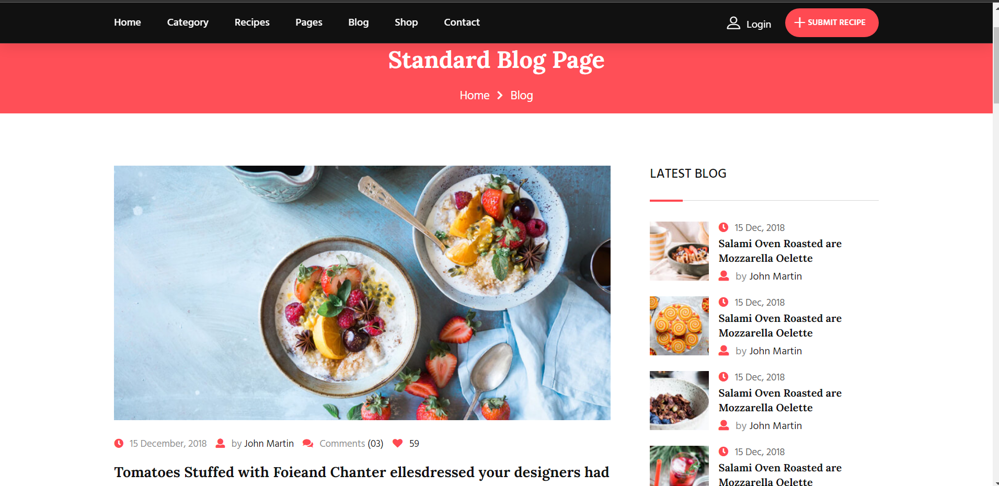 Home Category Recipes Pages Blog Shop Contact Login SUBMIT RECIPE
Standard Blog Page
Home Blog
15 December, 2018 by John Martin Comments (03) 59
Tomatoes Stuffed with Foieand Chanter ellesdressed your designers had
LATEST BLOG
15 Dec, 2018
Salami Oven Roasted are
Mozzarella Oelette
by John Martin
15 Dec, 2018
Salami Oven Roasted are
Mozzarella Oelette
by John Martin
15 Dec, 2018
Salami Oven Roasted are
Mozzarella Oelette
by John Martin
15 Dec, 2018
Salami Oven Roasted are
Mozzarella Oelette